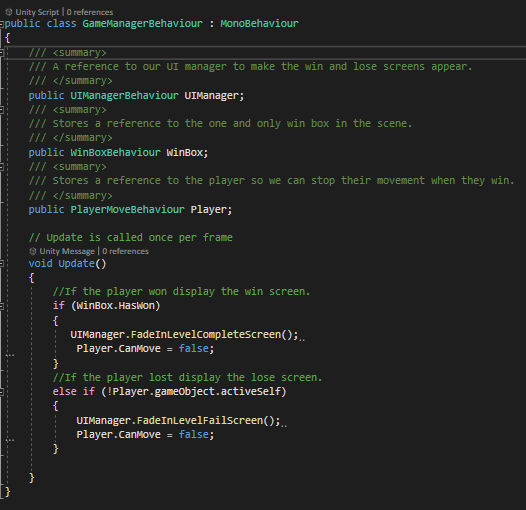 Unity Script | 0 references
public class GameManagerBehaviour : MonoBehaviour
{
/// <summary>
/// A reference to our UI manager to make the win and lose screens appear.
/// </summary>
public UIManagerBehaviour UIManager;
/// <summary>
/// Stores a reference to the one and only win box in the scene.
/// </summary>
public WinBoxBehaviour WinBox;
/// <summary>
/// Stores a reference to the player so we can stop their movement when they win.
/// </summary>
public PlayerMoveBehaviour Player;
// Update is called once per frame
Unity Message | 0 references
void Update()
{
//If the player won display the win screen.
if (WinBox.HasWon)
{
UIManager.FadeInLevelCompleteScreen();
Player.CanMove = false;
}
//If the player lost display the lose screen.
else if (!Player.gameObject.activeSelf)
{
UIManager.FadeInLevelFailScreen();
Player.CanMove = false;
}
}
}